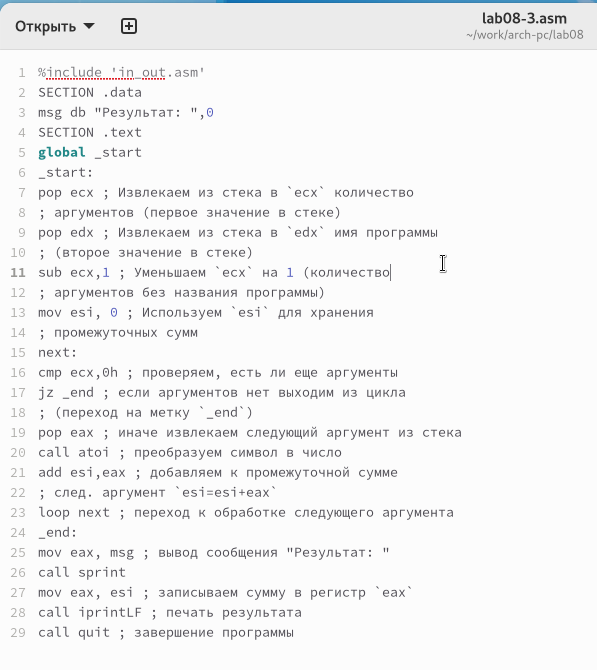 Открыть
lab08-3.asm
~/work/arch-pc/lab08
1 %include 'in_out.asm'
2 SECTION .data
3 msg db "Результат: ",0
4 SECTION .text
5 global _start
6 _start:
7 pop ecx ; Извлекаем из стека в `ecx` количество
8 ; аргументов (первое значение в стеке)
9 pop edx ; Извлекаем из стека в `edx` имя программы
10 ; (второе значение в стеке)
11 sub ecx,1 ; Уменьшаем `ecx` на 1 (количество
12 ; аргументов без названия программы)
13 mov esi, 0 ; Используем `esi` для хранения
14 ; промежуточных сумм
15 next:
16 cmp ecx,0h ; проверяем, есть ли еще аргументы
17 jz _end ; если аргументов нет выходим из цикла
18 ; (переход на метку `_end`)
19 pop eax ; иначе извлекаем следующий аргумент из стека
20 call atoi ; преобразуем символ в число
21 add esi,eax ; добавляем к промежуточной сумме
22 ; след. аргумент `esi=esi+eax`
23 loop next ; переход к обработке следующего аргумента
24 _end:
25 mov eax, msg ; вывод сообщения "Результат: "
26 call sprint
27 mov eax, esi ; записываем сумму в регистр `eax`
28 call iprintLF ; печать результата
29 call quit ; завершение программы